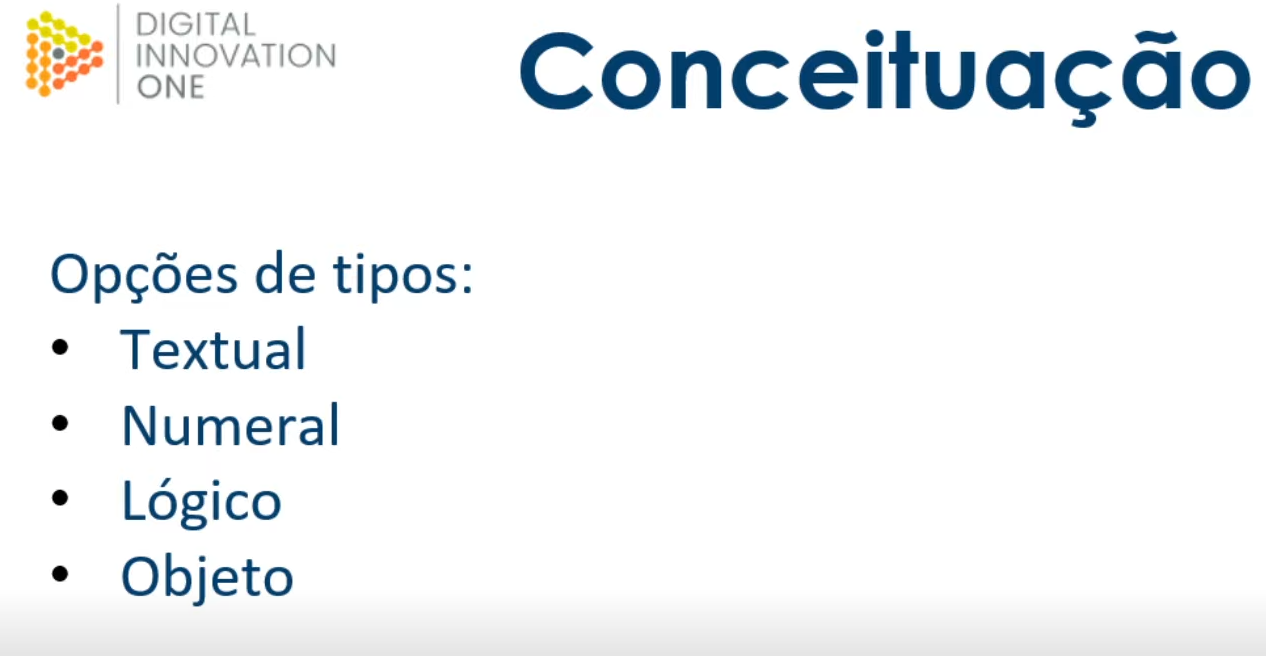 DIGITAL
INNOVATION
ONE
Conceituação
Opções de tipos:
• Textual
• Numeral
• Lógico
• Objeto